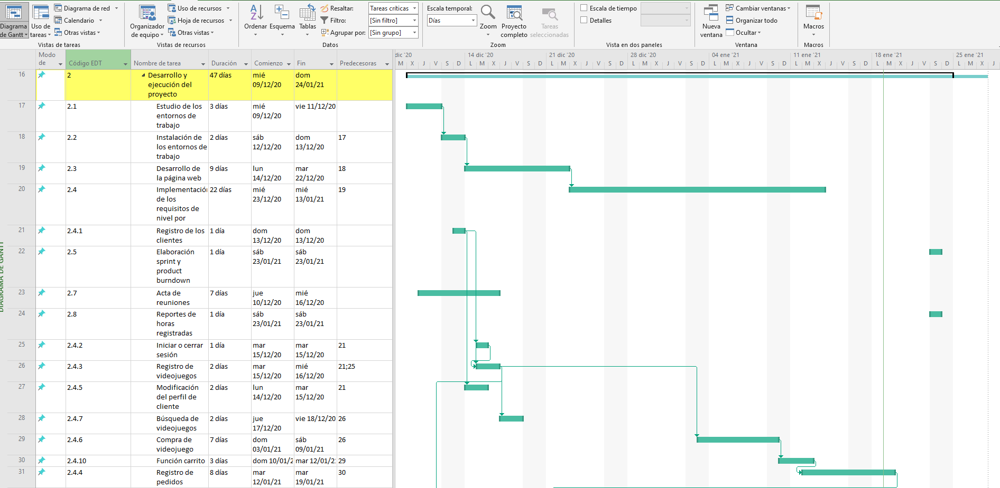 Diagrama de Gantt
Uso de tareas
Diagrama de red
Calendario
Otras vistas
Vistas de tareas
Organizador de equipo
Uso de recursos
Hoja de recursos
Otras vistas
Vistas de recursos
Ordenar
Esquema
Tablas
Resaltar: Tareas críticas
Filtro: [Sin filtro]
Agrupar por: [Sin grupo]
Datos
Escala temporal:
Días
Zoom
Proyecto completo
Tareas seleccionadas
Zoom
Escala de tiempo
Detalles
Vista en dos paneles
Nueva ventana
Cambiar ventanas
Organizar todo
Ocultar
Ventana
Macros
Macros
Modo de
Código EDT
Nombre de tarea
Duración
Comienzo
Fin
Predecesoras
dic '20 14 dic '20 21 dic '20 28 dic '20 04 ene '21 11 ene '21 18 ene '21 25 ene '21
M X J V S D L M X J V S D L M X J V S D L M X J V S D L M X J V S D L M X J V S D L M X J V S D L M X J
DIAGRAMA DE GANTT
16 2 Desarrollo y ejecución del proyecto 47 días mié 09/12/20 dom 24/01/21
17 2.1 Estudio de los entornos de trabajo 3 días mié 09/12/20 vie 11/12/20
18 2.2 Instalación de los entornos de trabajo 2 días sáb 12/12/20 dom 13/12/20 17
19 2.3 Desarrollo de la página web 9 días lun 14/12/20 mar 22/12/20 18
20 2.4 Implementació de los requisitos de nivel por 22 días mié 23/12/20 mié 13/01/21 19
21 2.4.1 Registro de los clientes 1 día dom 13/12/20 dom 13/12/20
22 2.5 Elaboración sprint y product burndown 1 día sáb 23/01/21 sáb 23/01/21
23 2.7 Acta de reuniones 7 días jue 10/12/20 mié 16/12/20
24 2.8 Reportes de horas registradas 1 día sáb 23/01/21 sáb 23/01/21
25 2.4.2 Iniciar o cerrar sesión 1 día mar 15/12/20 mar 15/12/20 21
26 2.4.3 Registro de videojuegos 2 días mar 15/12/20 mié 16/12/20 21;25
27 2.4.5 Modificación del perfil de cliente 2 días lun 14/12/20 mar 15/12/20 21
28 2.4.7 Búsqueda de videojuegos 2 días jue 17/12/20 vie 18/12/20 26
29 2.4.6 Compra de videojuego 7 días dom 03/01/21 sáb 09/01/21 26
30 2.4.10 Función carrito 3 días dom 10/01/2 mar 12/01/2 29
31 2.4.4 Registro de pedidos 8 días mar 12/01/21 mar 19/01/21 30